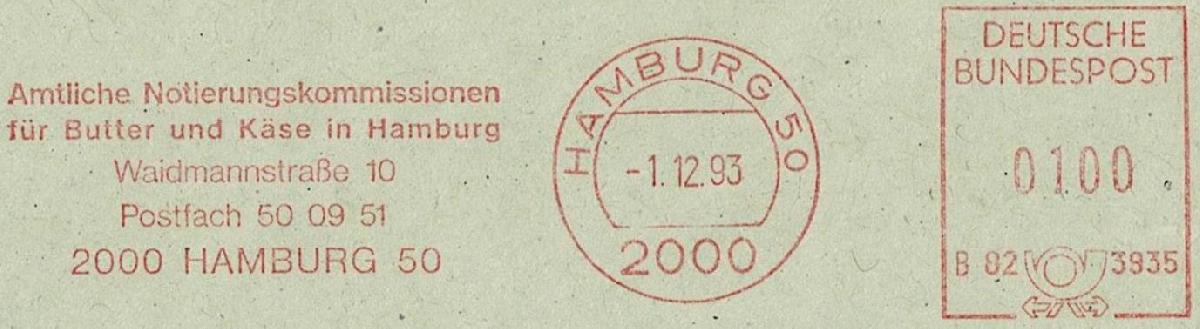 Amtliche Notierungskommissionen
für Butter und Käse in Hamburg
Waidmannstraße 10
Postfach 50 09 51
2000 HAMBURG 50
HAMBURG 50
-1.12.93
2000
DEUTSCHE
BUNDESPOST
0100
B 82 3935